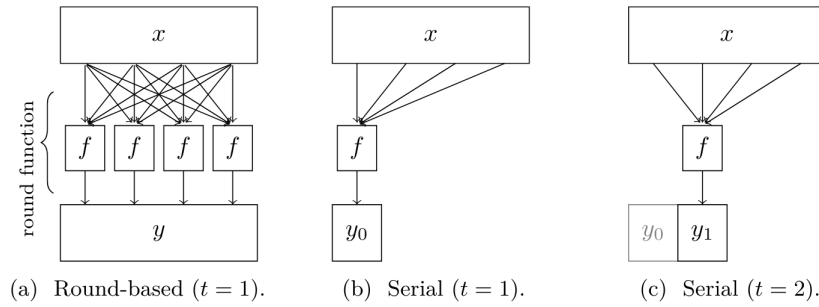 x x x
round function
f f f f f f
y y₀ y₀ y₁
(a) Round-based (t = 1). (b) Serial (t = 1). (c) Serial (t = 2).